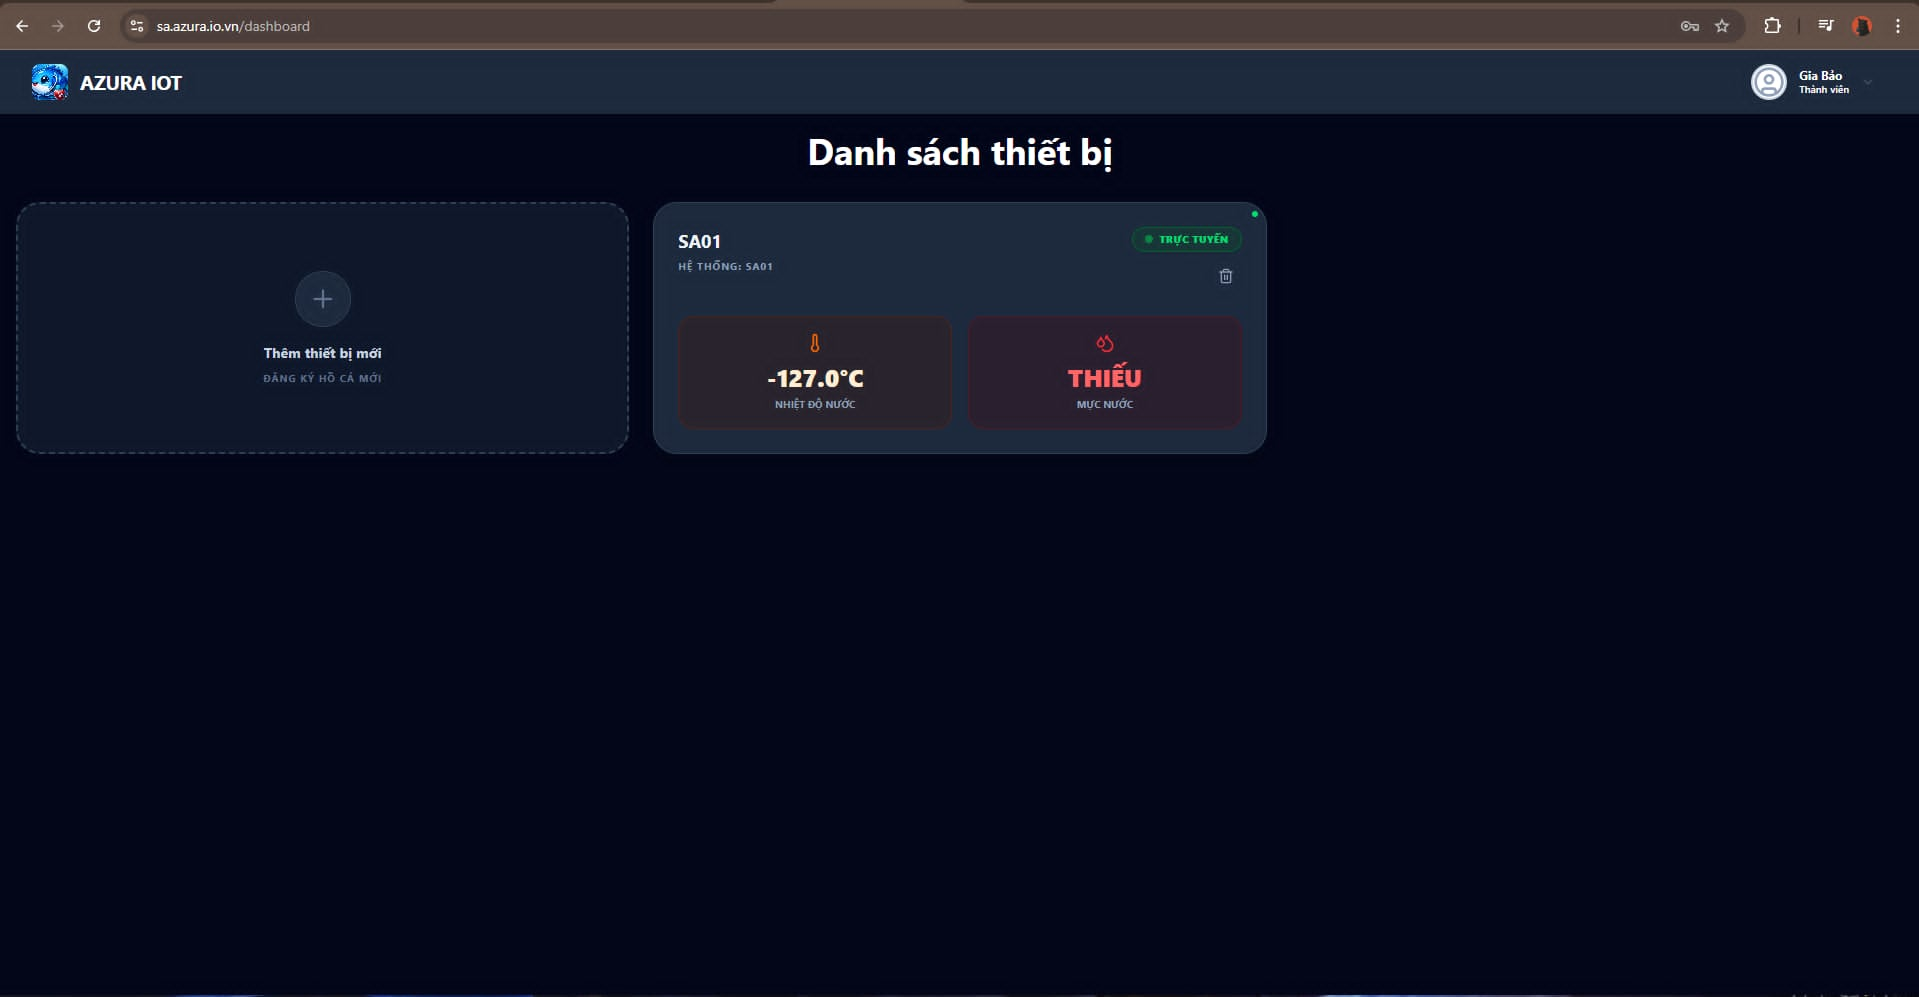 sa.azura.io.vn/dashboard
AZURA IOT
Gia Bảo
Thành viên
Danh sách thiết bị
Thêm thiết bị mới
ĐĂNG KÝ HỒ CÁ MỚI
SA01
HỆ THỐNG: SA01
TRỰC TUYẾN
-127.0°C
NHIỆT ĐỘ NƯỚC
THIẾU
MỰC NƯỚC